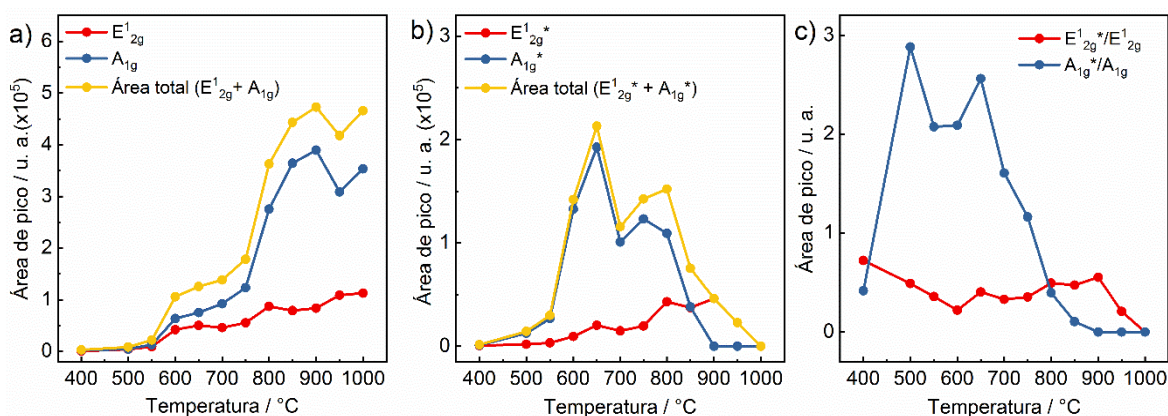 a)
E¹₂g
A₁g
Área total (E¹₂g+ A₁g)
Área de pico / u. a.(x10⁵)
6
5
4
3
2
1
0
400 500 600 700 800 900 1000
Temperatura / °C
b)
E¹₂g*
A₁g*
Área total (E¹₂g* + A₁g*)
Área de pico / u. a. (x10⁵)
3
2
1
0
400 500 600 700 800 900 1000
Temperatura / °C
c)
E¹₂g*/E¹₂g
A₁g*/A₁g
Área de pico / u. a.
3
2
1
0
400 500 600 700 800 900 1000
Temperatura / °C